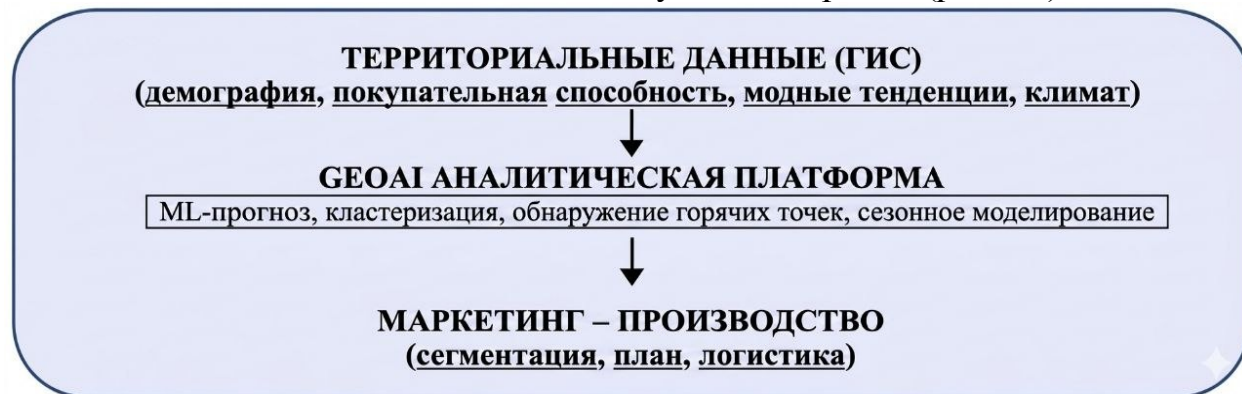 ТЕРРИТОРИАЛЬНЫЕ ДАННЫЕ (ГИС)
(демография, покупательная способность, модные тенденции, климат)
GEOAI АНАЛИТИЧЕСКАЯ ПЛАТФОРМА
ML-прогноз, кластеризация, обнаружение горячих точек, сезонное моделирование
МАРКЕТИНГ – ПРОИЗВОДСТВО
(сегментация, план, логистика)